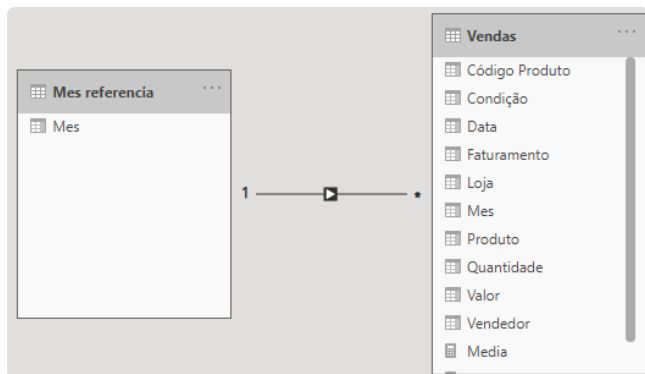 Mes referencia
Mes
1
*
Vendas
Código Produto
Condição
Data
Faturamento
Loja
Mes
Produto
Quantidade
Valor
Vendedor
Media